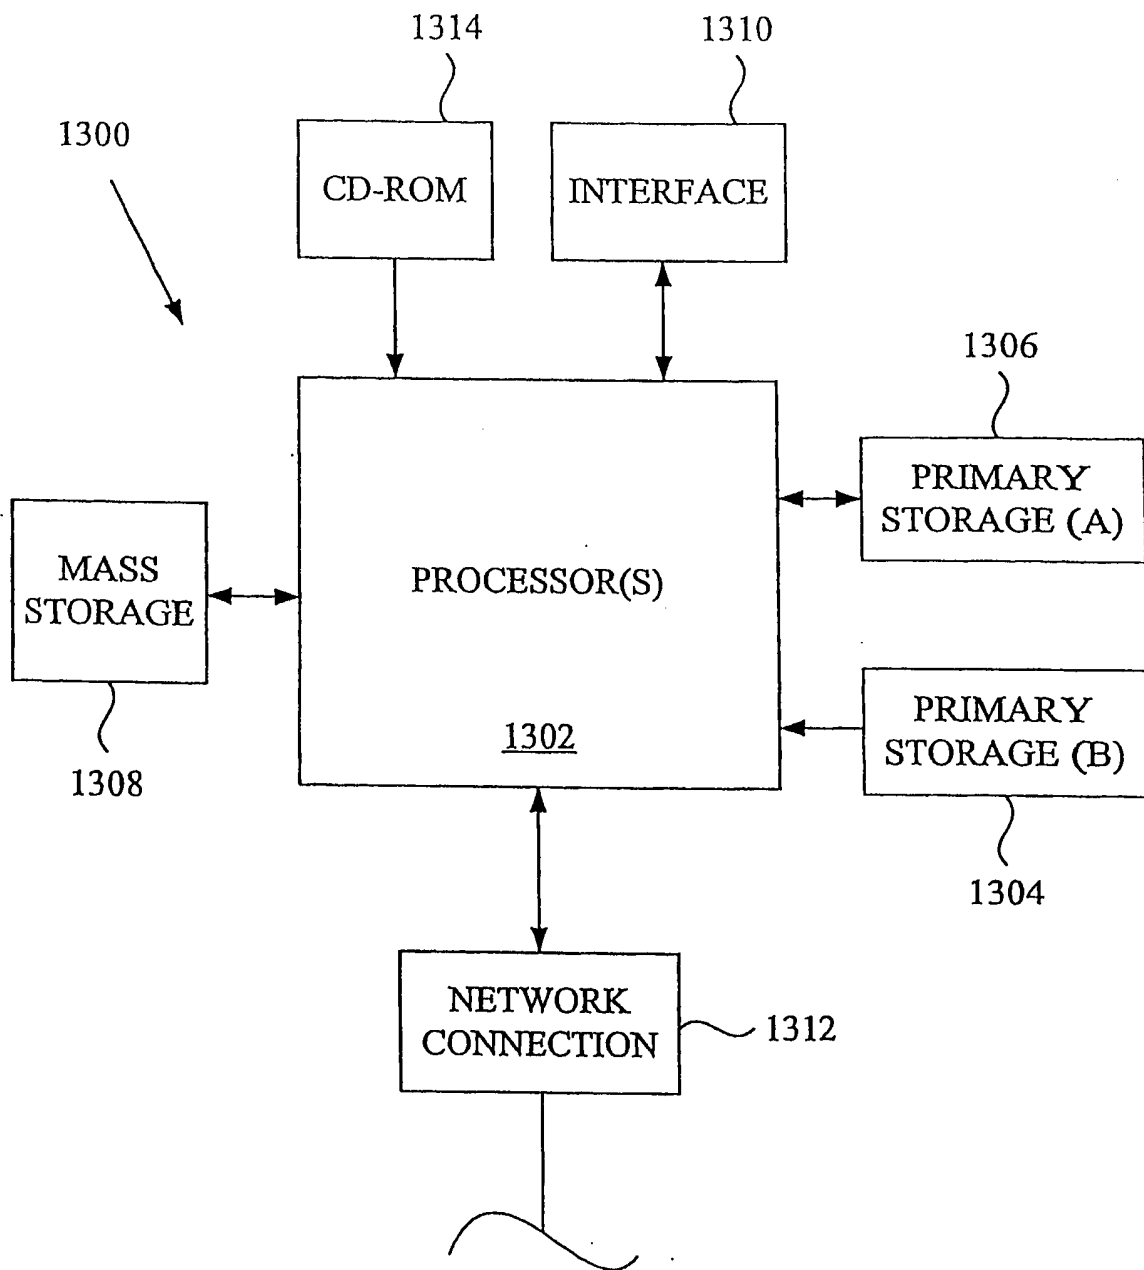 1314
1310
1300
CD-ROM
INTERFACE
1306
PRIMARY
STORAGE (A)
MASS
STORAGE
PROCESSOR(S)
PRIMARY
STORAGE (B)
1302
1308
1304
NETWORK
CONNECTION
1312